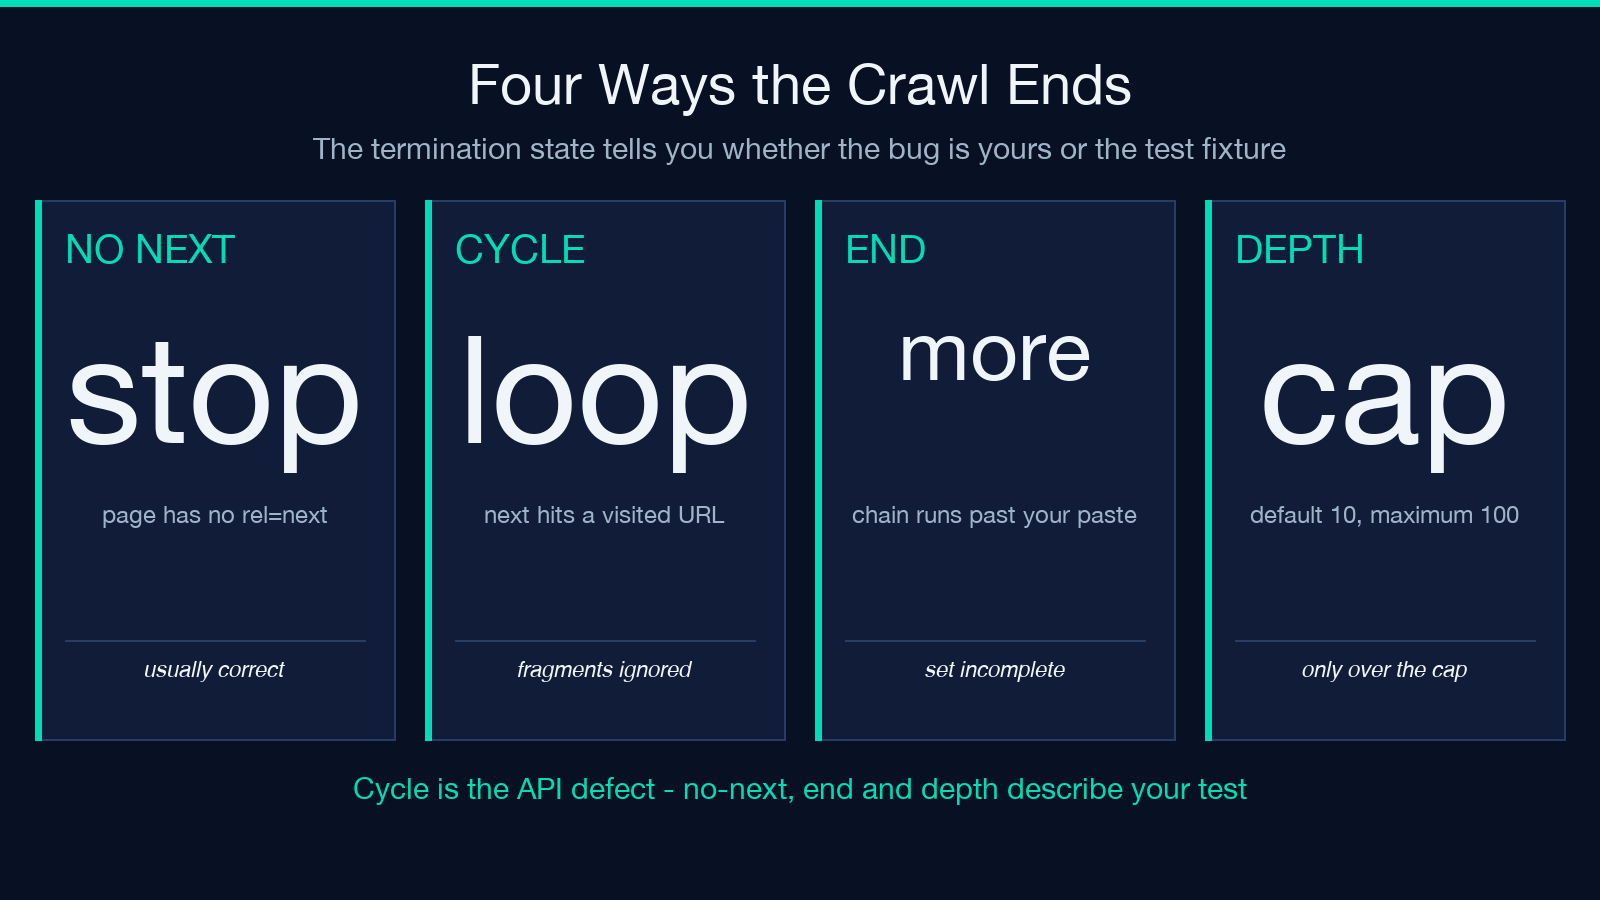 Four Ways the Crawl Ends
The termination state tells you whether the bug is yours or the test fixture
NO NEXT
stop
page has no rel=next
usually correct
CYCLE
loop
next hits a visited URL
fragments ignored
END
more
chain runs past your paste
set incomplete
DEPTH
cap
default 10, maximum 100
only over the cap
Cycle is the API defect - no-next, end and depth describe your test